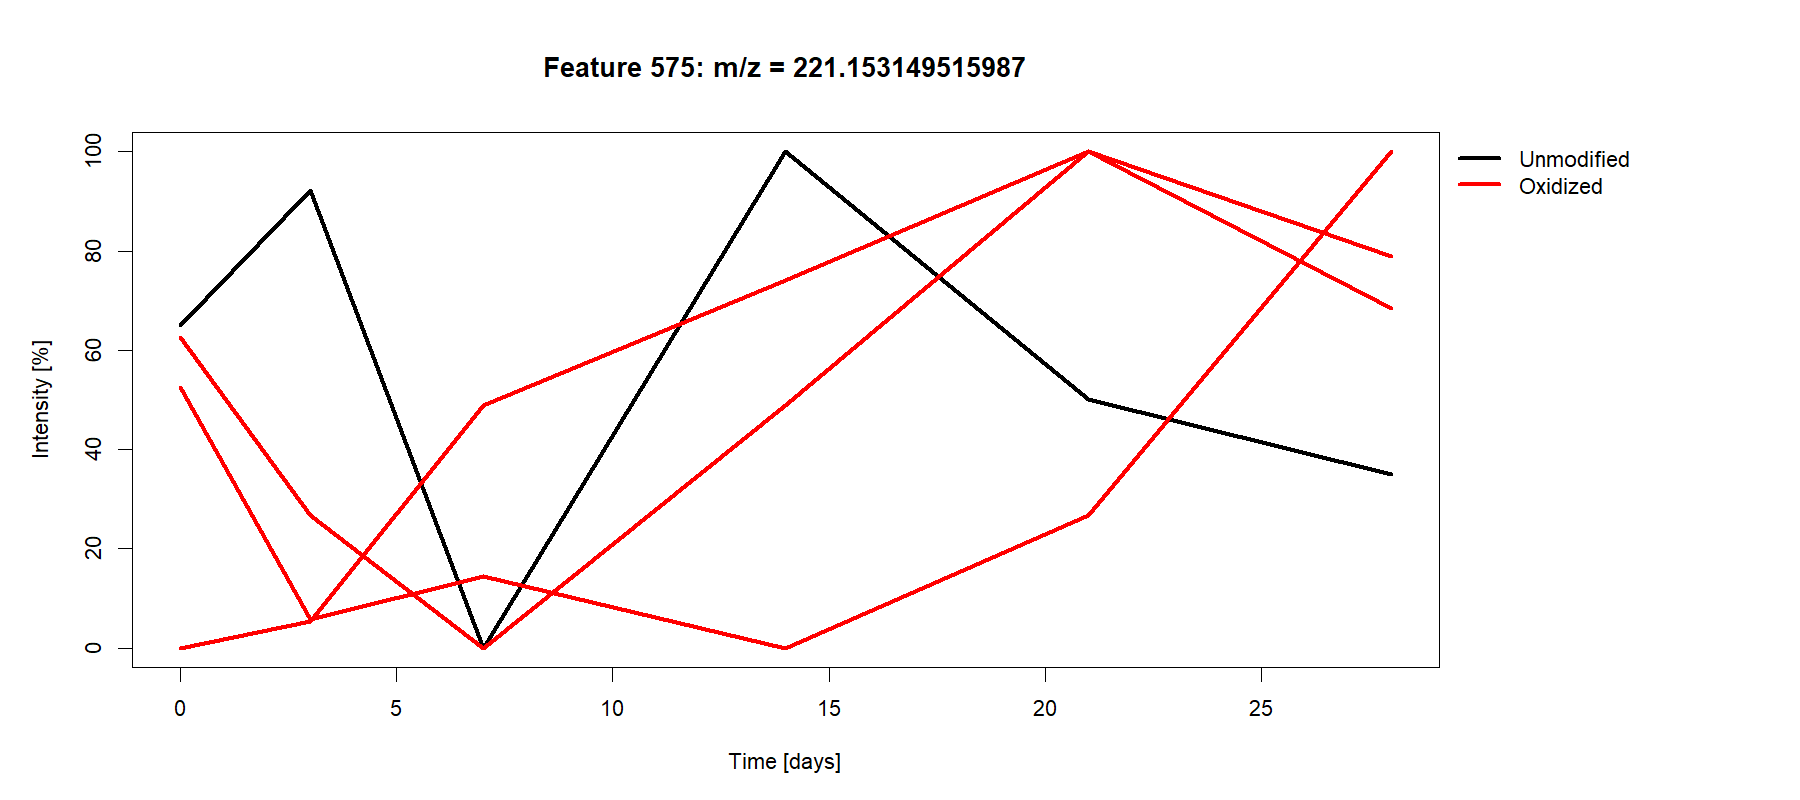 Feature 575: m/z = 221.153149515987
Unmodified
Oxidized
Intensity [%]
100
80
60
40
20
0
0 5 10 15 20 25
Time [days]